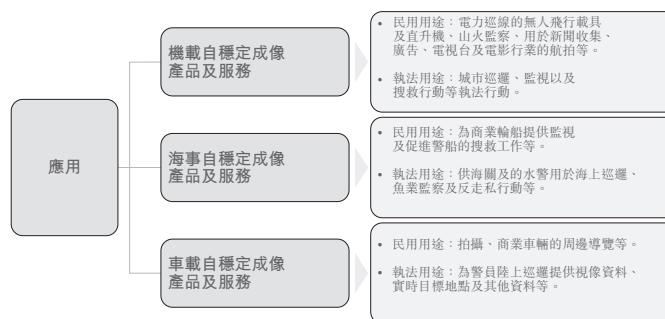 應用
機載自穩定成像
產品及服務
• 民用用途：電力巡線的無人飛行載具
及直升機、山火監察、用於新聞收集、
廣告、電視台及電影行業的航拍等。
• 執法用途：城市巡邏、監視以及
搜救行動等執法行動。
海事自穩定成像
產品及服務
• 民用用途：為商業輪船提供監視
及促進警船的搜救工作等。
• 執法用途：供海關及的水警用於海上巡邏、
魚業監察及反走私行動等。
車載自穩定成像
產品及服務
• 民用用途：拍攝、商業車輛的周邊導覽等。
• 執法用途：為警員陸上巡邏提供視像資料、
實時目標地點及其他資料等。